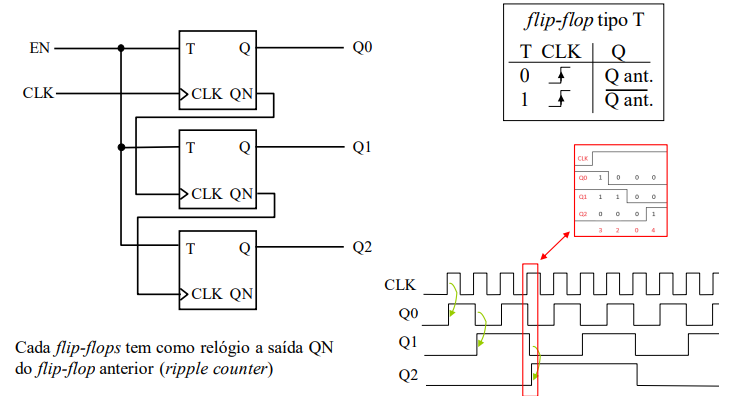 EN
T Q
Q0
CLK
CLK QN
T Q
Q1
CLK QN
T Q
Q2
CLK QN
Cada flip-flops tem como relógio a saída QN
do flip-flop anterior (ripple counter)
flip-flop tipo T
T CLK Q
0 Q ant.
1 Q ant.
CLK
Q0 1 0 0 0
Q1 1 1 0 0
Q2 0 0 0 1
3 2 0 4
CLK
Q0
Q1
Q2